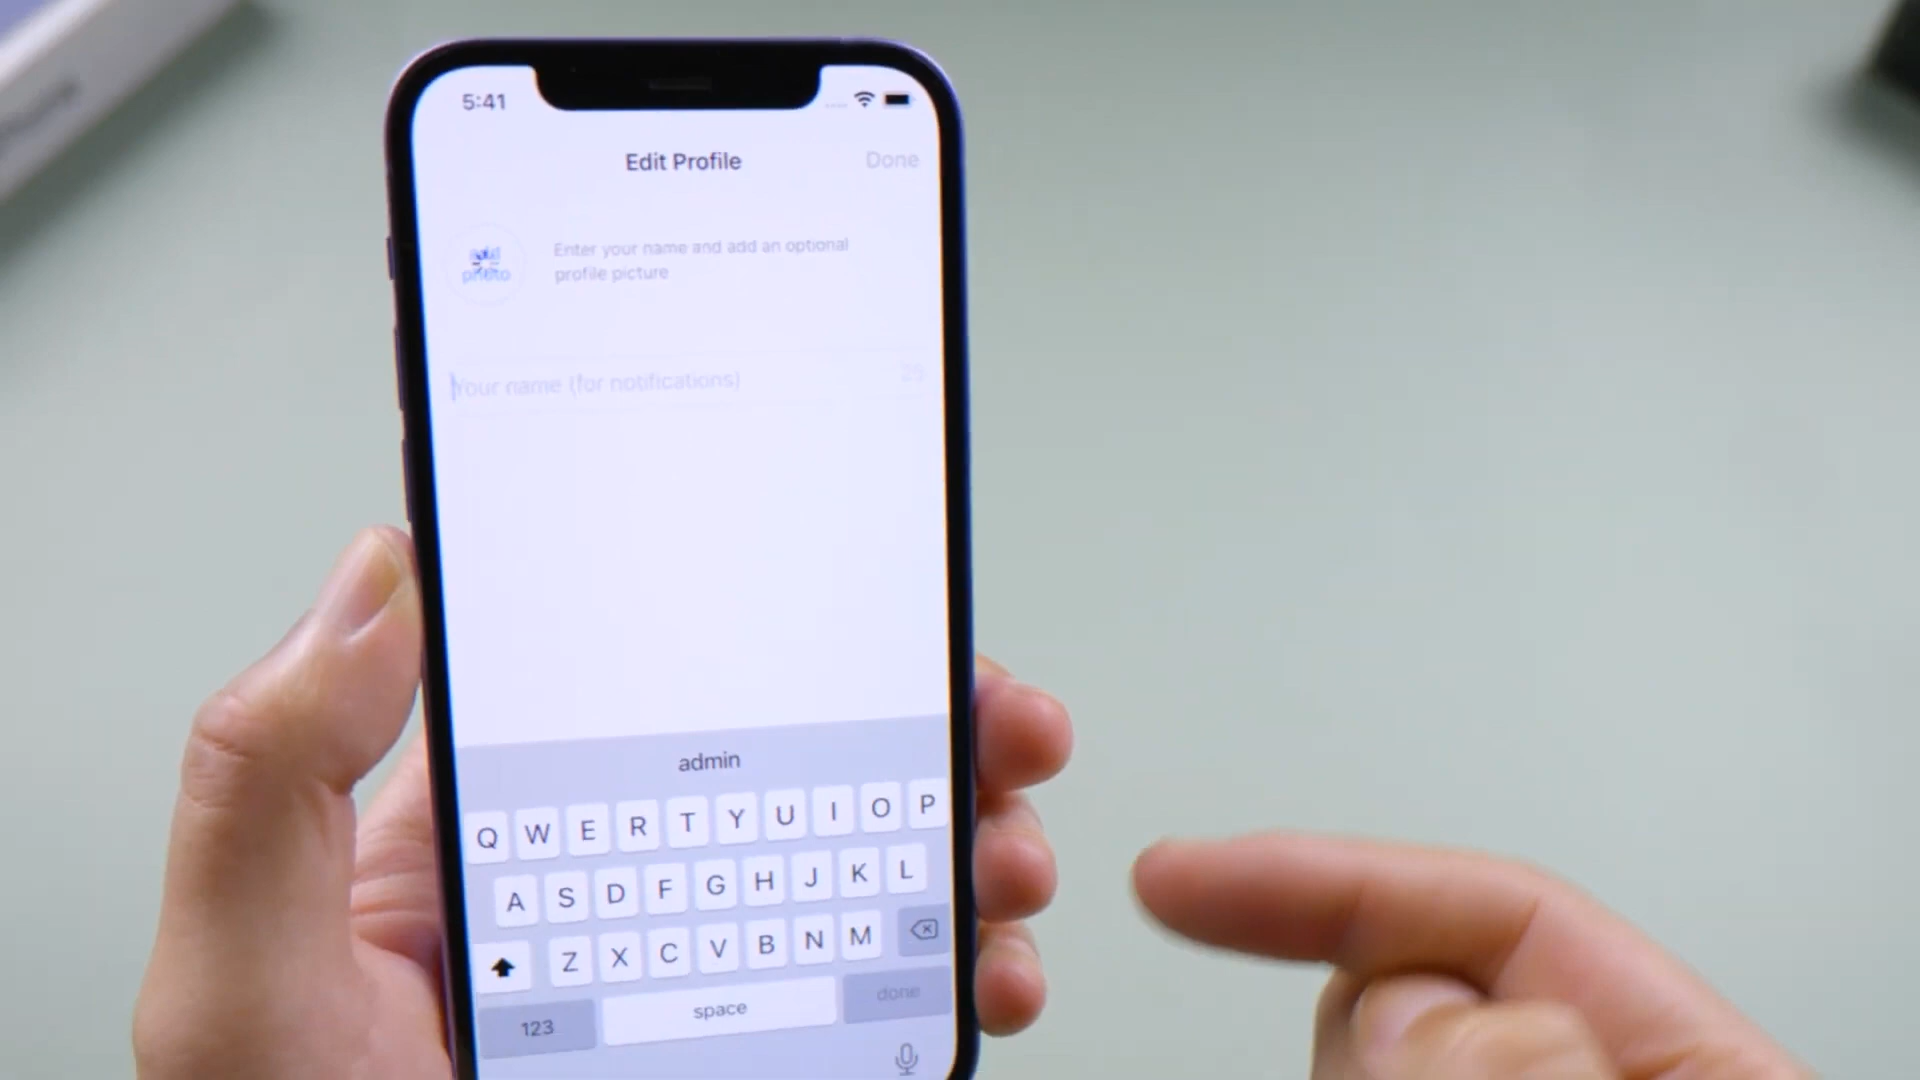 5:41
Edit Profile
Done
add
photo
Enter your name and add an optional
profile picture
Your name (for notifications)
25
admin
Q W E R T Y U I O P
A S D F G H J K L
Z X C V B N M
123
space
done